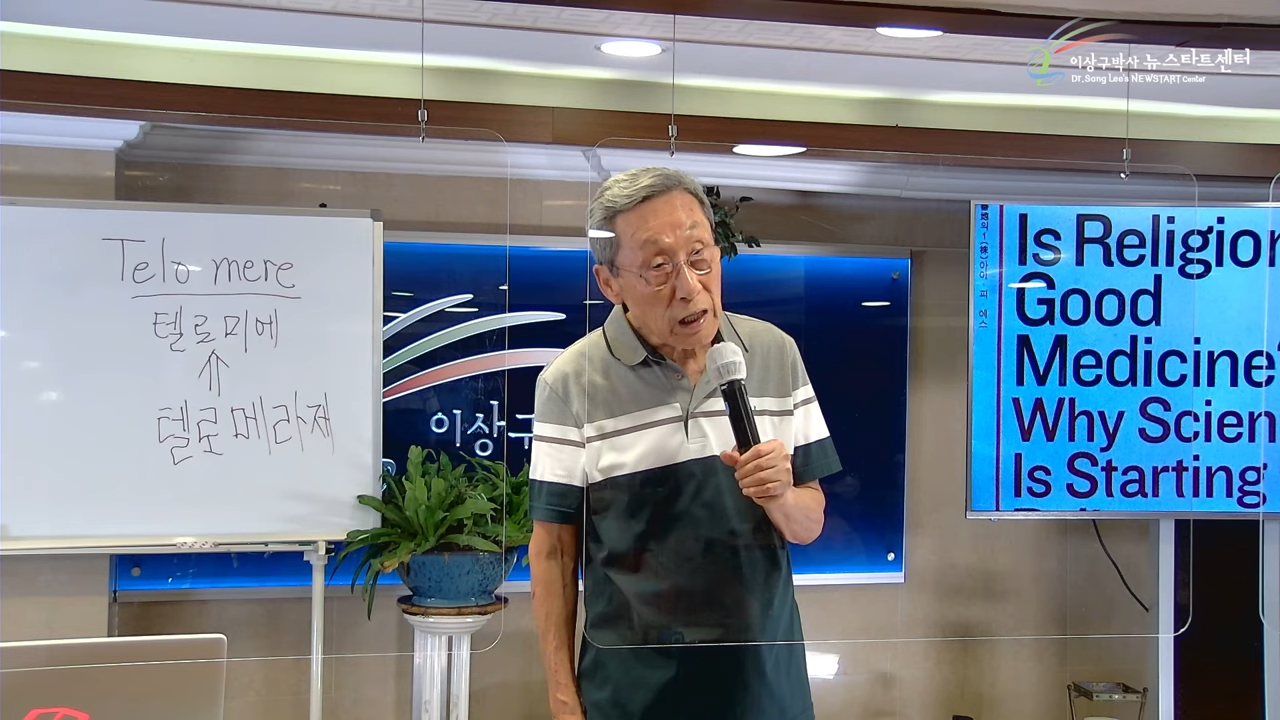 이상구박사 뉴스타트센터
Dr.Sang Lee's NEWSTART Center
Telo mere
텔로미에
텔로메라제
이상구
Is Religion
Good
Medicine?
Why Scien
Is Starting